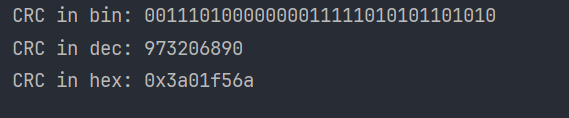 CRC in bin: 00111010000000011111010101101010
CRC in dec: 973206890
CRC in hex: 0x3a01f56a